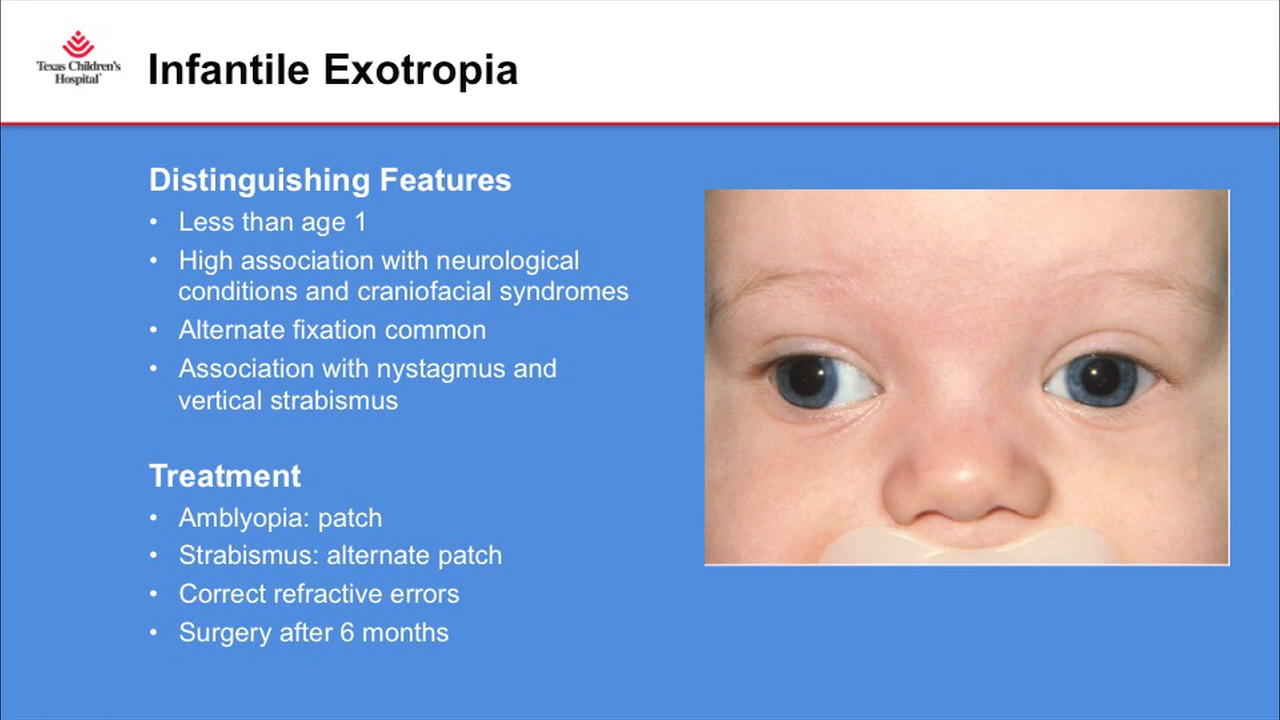 Texas Children's
Hospital
Infantile Exotropia
Distinguishing Features
• Less than age 1
• High association with neurological
conditions and craniofacial syndromes
• Alternate fixation common
• Association with nystagmus and
vertical strabismus
Treatment
• Amblyopia: patch
• Strabismus: alternate patch
• Correct refractive errors
• Surgery after 6 months